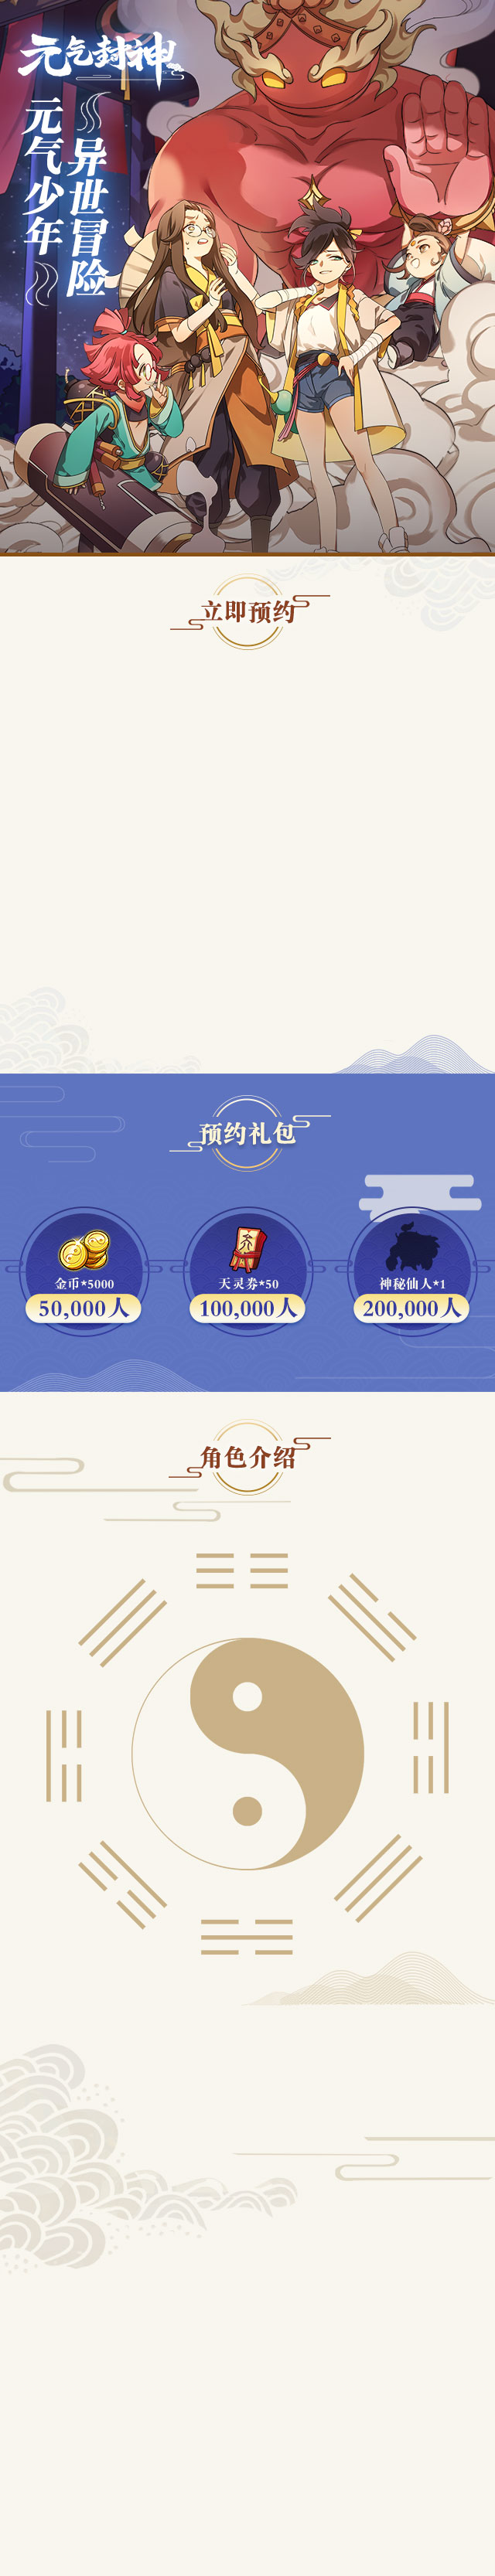 元气封神
元气少年
异世冒险
立即预约
预约礼包
金币*5000
50,000人
天灵券*50
100,000人
神秘仙人*1
200,000人
角色介绍